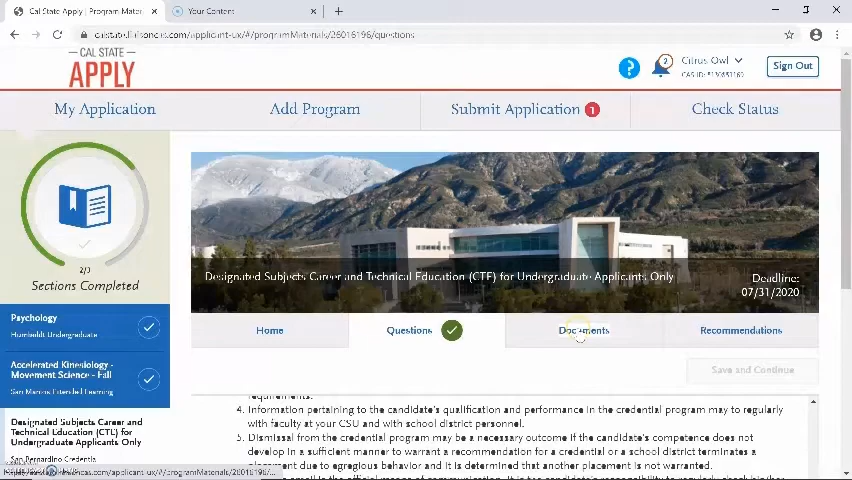 Cal State Apply | Program Mater
Your Content
CAL STATE
APPLY
2
Citrus Owl
Sign Out
My Application
Add Program
Submit Application 1
Check Status
2/3
Sections Completed
Designated Subjects Career and Technical Education (CTE) for Undergraduate Applicants Only
Deadline:
07/31/2020
Home
Questions
Documents
Recommendations
Save and Continue
Psychology
Humboldt Undergraduate
Accelerated Kinesiology -
Movement Science - Fall
San Marcos Extended Learning
Designated Subjects Career and
Technical Education (CTL) for
Undergraduate Applicants Only
San Bernardino Credential
requirements.
4. Information pertaining to the candidate's qualification and performance in the credential program may to regularly
with faculty at your CSU and with school district personnel.
5. Dismissal from the credential program may be a necessary outcome if the candidate's competence does not
develop in a sufficient manner to warrant a recommendation for a credential or a school district terminates a
placement due to egregious behavior and it is determined that another placement is not warranted.